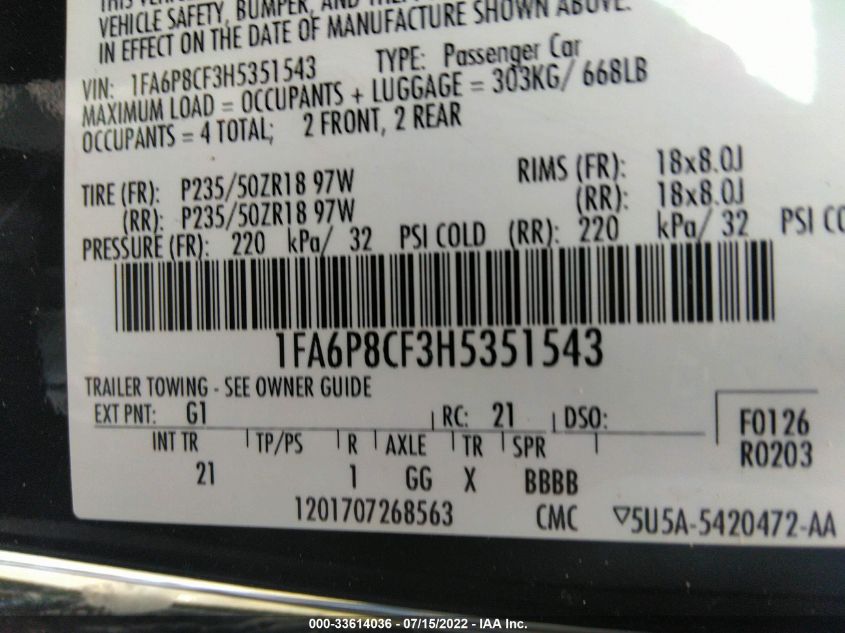 THIS VEHICLE
VEHICLE SAFETY, BUMPER, AND THEFT
IN EFFECT ON THE DATE OF MANUFACTURE SHOWN ABOVE.
VIN: 1FA6P8CF3H5351543 TYPE: Passenger Car
MAXIMUM LOAD = OCCUPANTS + LUGGAGE = 303KG/ 668LB
OCCUPANTS = 4 TOTAL; 2 FRONT, 2 REAR
TIRE (FR): P235/50ZR18 97W RIMS (FR): 18x8.0J
(RR): P235/50ZR18 97W (RR): 18x8.0J
PRESSURE (FR): 220 kPa/ 32 PSI COLD (RR): 220 kPa/ 32 PSI CO
1FA6P8CF3H5351543
TRAILER TOWING - SEE OWNER GUIDE
EXT PNT: G1 RC: 21 DSO: F0126
INT TR TP/PS R AXLE TR SPR R0203
21 1 GG X BBBB
1201707268563 CMC ▽5U5A-5420472-AA
000-33614036 - 07/15/2022 - IAA Inc.